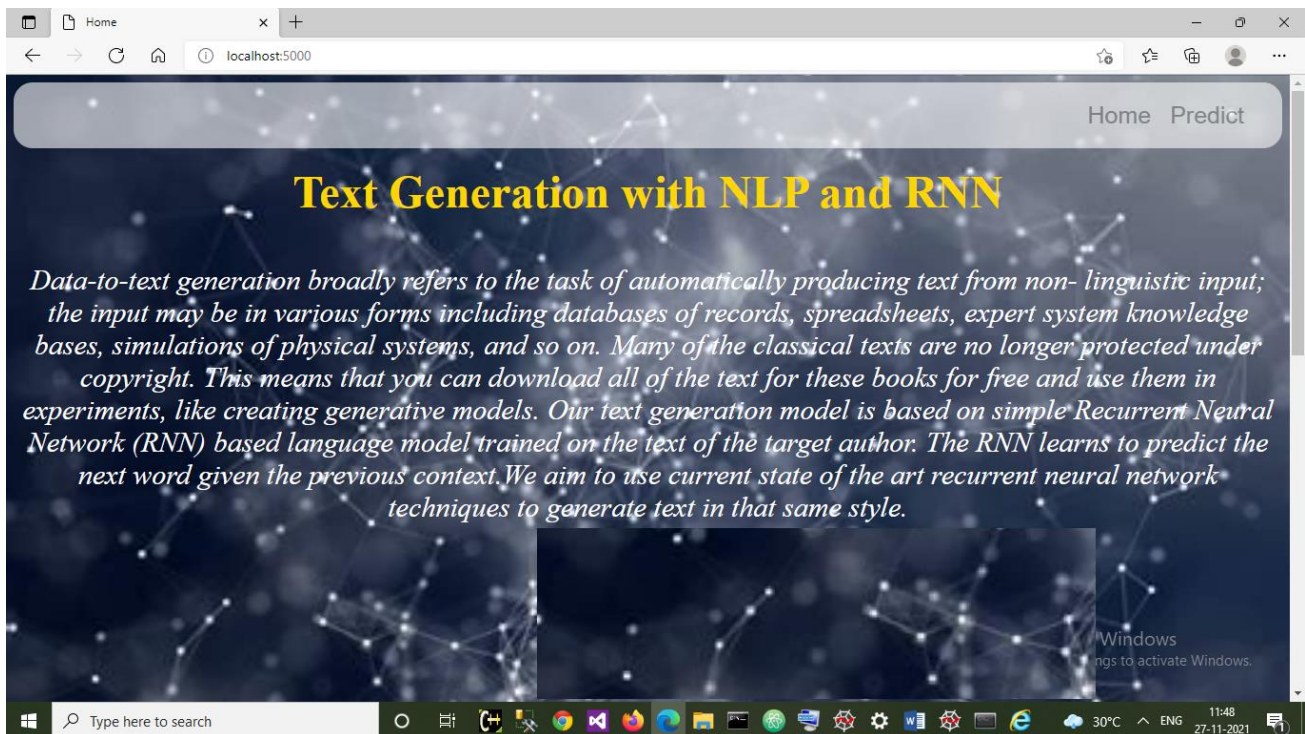 Home
localhost:5000
Home Predict
Text Generation with NLP and RNN
Data-to-text generation broadly refers to the task of automatically producing text from non- linguistic input;
the input may be in various forms including databases of records, spreadsheets, expert system knowledge
bases, simulations of physical systems, and so on. Many of the classical texts are no longer protected under
copyright. This means that you can download all of the text for these books for free and use them in
experiments, like creating generative models. Our text generation model is based on simple Recurrent Neural
Network (RNN) based language model trained on the text of the target author. The RNN learns to predict the
next word given the previous context.We aim to use current state of the art recurrent neural network
techniques to generate text in that same style.
Windows
ngs to activate Windows.
Type here to search
30°C ENG 11:48
27-11-2021